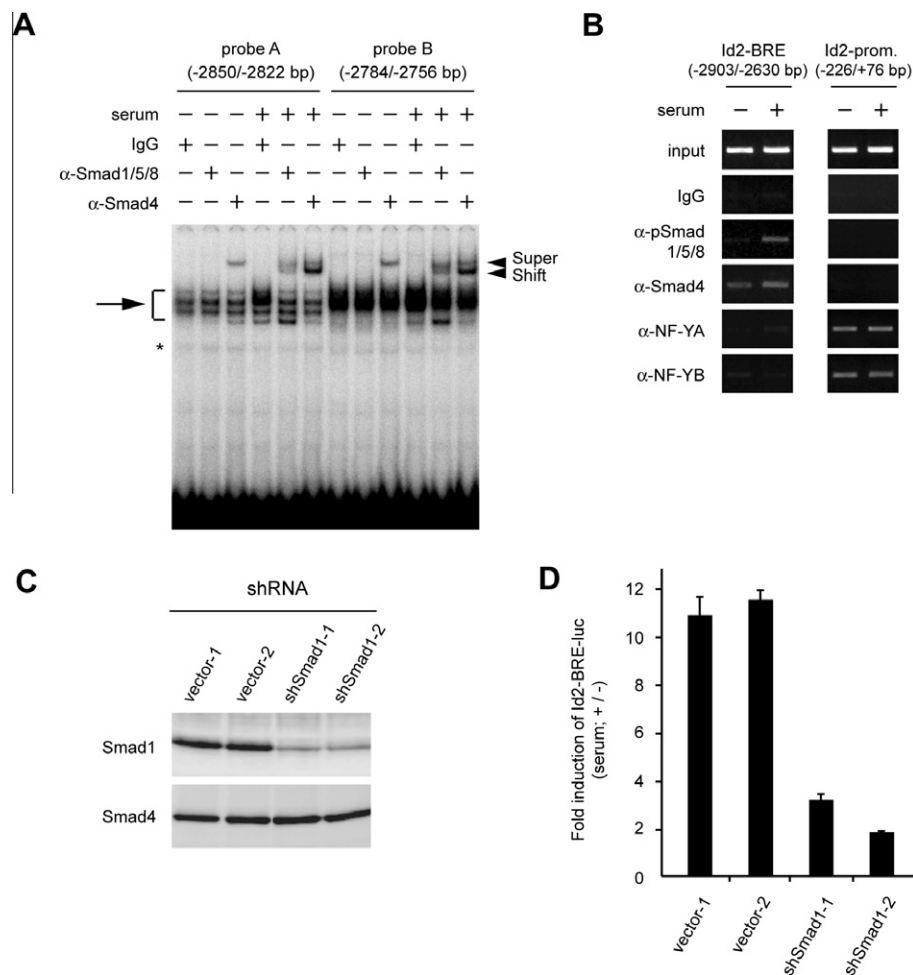 A
probe A
(-2850/-2822 bp)
probe B
(-2784/-2756 bp)
serum − − − + + + − − − + + +
IgG + − − + − − + − − + − −
α-Smad1/5/8 − + − − + − − + − − + −
α-Smad4 − − + − − + − − + − − +
Super
Shift
*
B
Id2-BRE
(-2903/-2630 bp)
Id2-prom.
(-226/+76 bp)
serum − + − +
input
IgG
α-pSmad
1/5/8
α-Smad4
α-NF-YA
α-NF-YB
C
shRNA
vector-1
vector-2
shSmad1-1
shSmad1-2
Smad1
Smad4
D
Fold induction of Id2-BRE-luc
(serum; + / -)
12
10
8
6
4
2
0
vector-1
vector-2
shSmad1-1
shSmad1-2